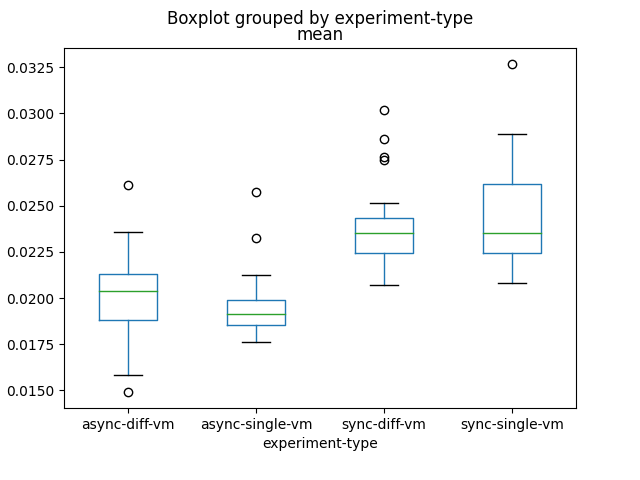 Boxplot grouped by experiment-type
mean
0.0325
0.0300
0.0275
0.0250
0.0225
0.0200
0.0175
0.0150
async-diff-vm async-single-vm sync-diff-vm sync-single-vm
experiment-type